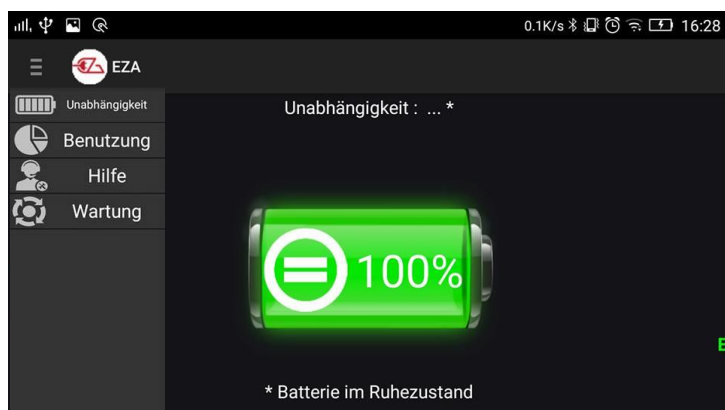 0.1K/s 16:28
EZA
Unabhängigkeit
Benutzung
Hilfe
Wartung
Unabhängigkeit : ... *
100%
E
* Batterie im Ruhezustand